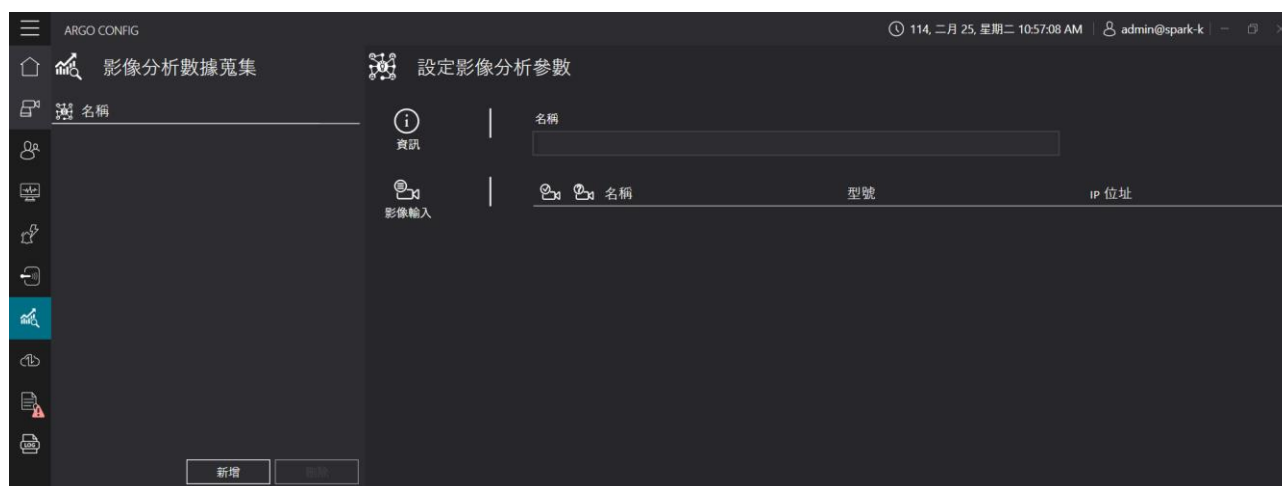 ARGO CONFIG
114, 二月 25, 星期二 10:57:08 AM
admin@spark-k
影像分析數據蒐集
設定影像分析參數
名稱
資訊
名稱
影像輸入
名稱
型號
IP 位址
LOG
新增
刪除